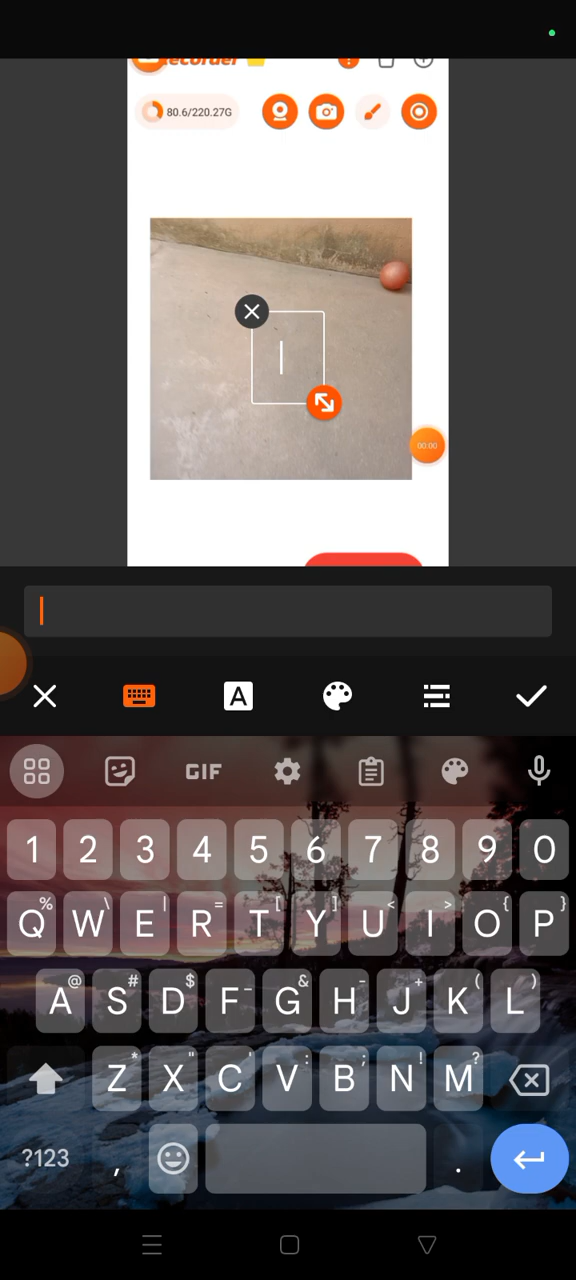 ecorder
80.6/220.27G
00:00
GIF
1 2 3 4 5 6 7 8 9 0
% \ | = [ ] < > { }
Q W E R T Y U I O P
@ # $ _ & - + ( )
A S D F G H J K L
* " ' : ; ! ?
Z X C V B N M
?123 , .